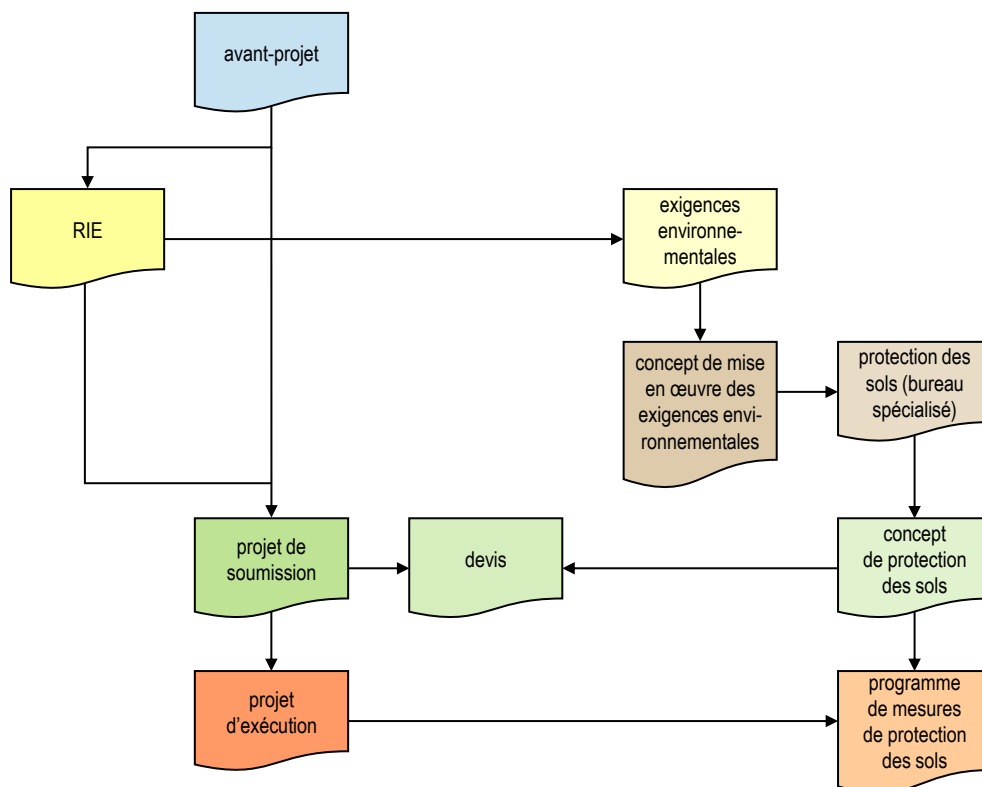 avant-projet
RIE
exigences
environne-
mentales
concept de mise
en œuvre des
exigences envi-
ronnementales
protection des
sols (bureau
spécialisé)
projet de
soumission
devis
concept
de protection
des sols
projet
d’exécution
programme
de mesures
de protection
des sols